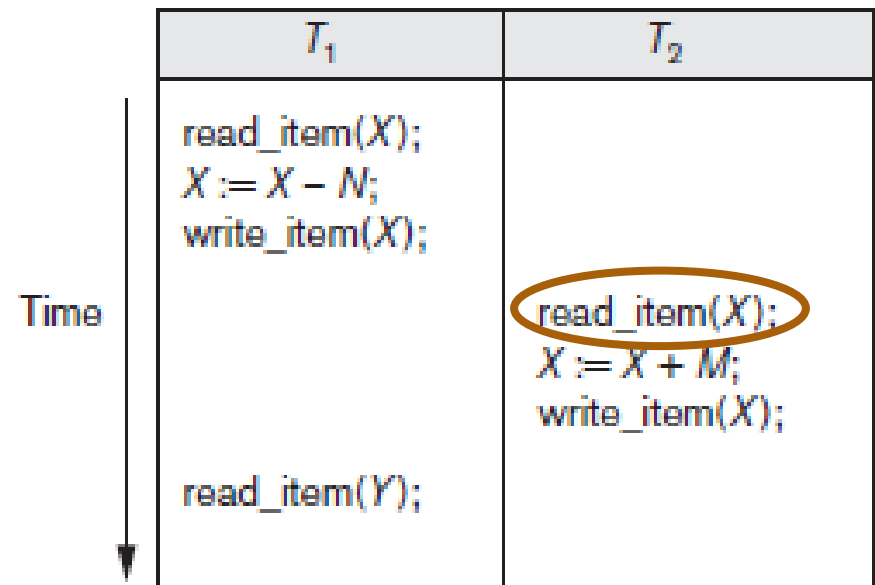 T1 T2
read_item(X);
X := X – N;
write_item(X);
Time read_item(X);
X := X + M;
write_item(X);
read_item(Y);